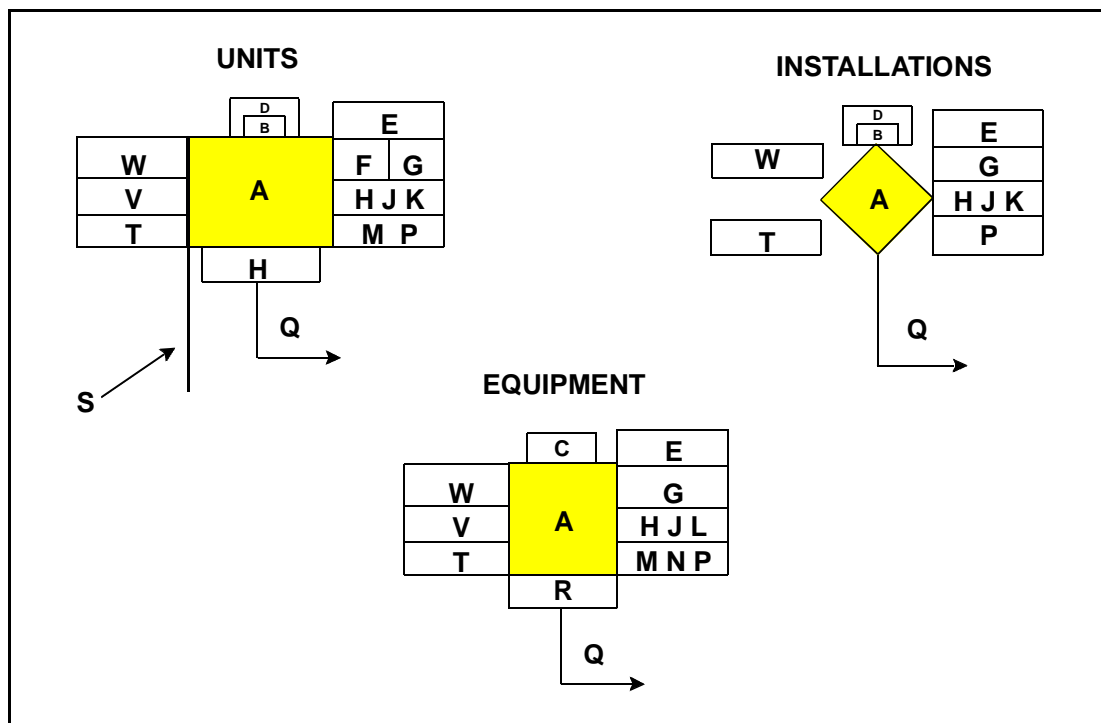 UNITS
D
B
E
W
F G
A
V
H J K
T
M P
H
Q
S
INSTALLATIONS
D
B
E
W
G
A
H J K
T
P
Q
EQUIPMENT
C
E
W
G
A
V
H J L
T
M N P
R
Q